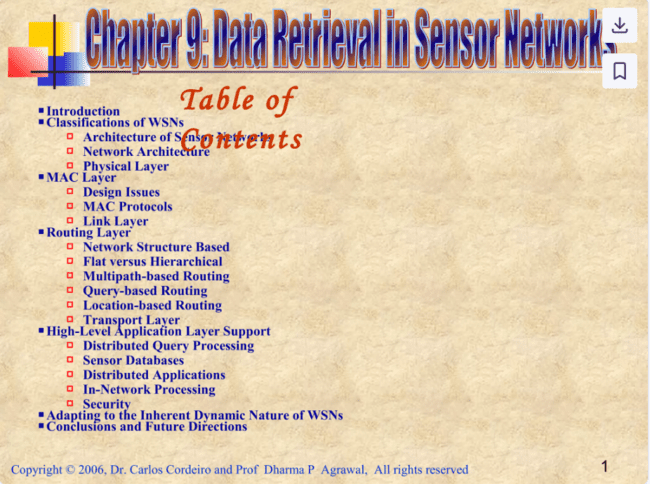 Chapter 9: Data Retrieval in Sensor Networks
Table of
Contents
Introduction
Classifications of WSNs
Architecture of Sensor Networks
Network Architecture
Physical Layer
MAC Layer
Design Issues
MAC Protocols
Link Layer
Routing Layer
Network Structure Based
Flat versus Hierarchical
Multipath-based Routing
Query-based Routing
Location-based Routing
Transport Layer
High-Level Application Layer Support
Distributed Query Processing
Sensor Databases
Distributed Applications
In-Network Processing
Security
Adapting to the Inherent Dynamic Nature of WSNs
Conclusions and Future Directions
Copyright © 2006, Dr. Carlos Cordeiro and Prof Dharma P Agrawal, All rights reserved
1